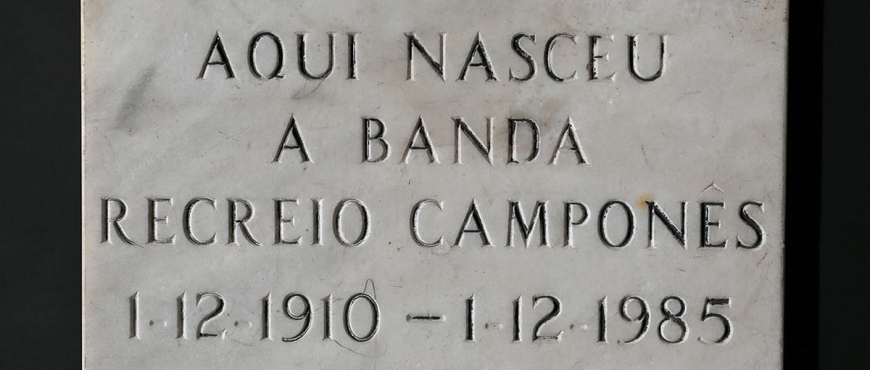 AQUI NASCEU
A BANDA
RECREIO CAMPONÊS
1·12·1910 – 1·12·1985